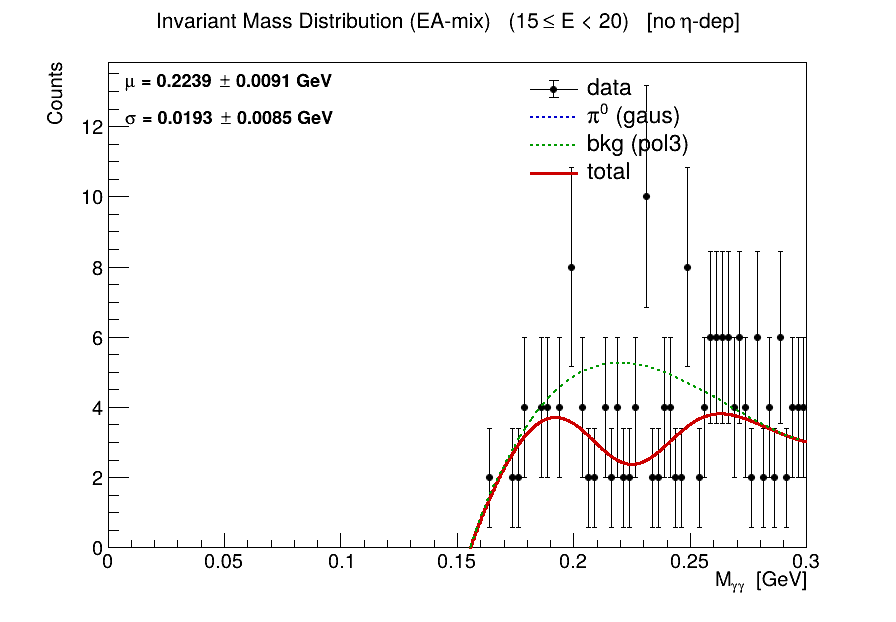 Invariant Mass Distribution (EA-mix) (15 ≤ E < 20) [no η-dep]
Counts
μ = 0.2239 ± 0.0091 GeV
σ = 0.0193 ± 0.0085 GeV
data
π⁰ (gaus)
bkg (pol3)
total
12
10
8
6
4
2
0
0 0.05 0.1 0.15 0.2 0.25 0.3
Mγγ [GeV]